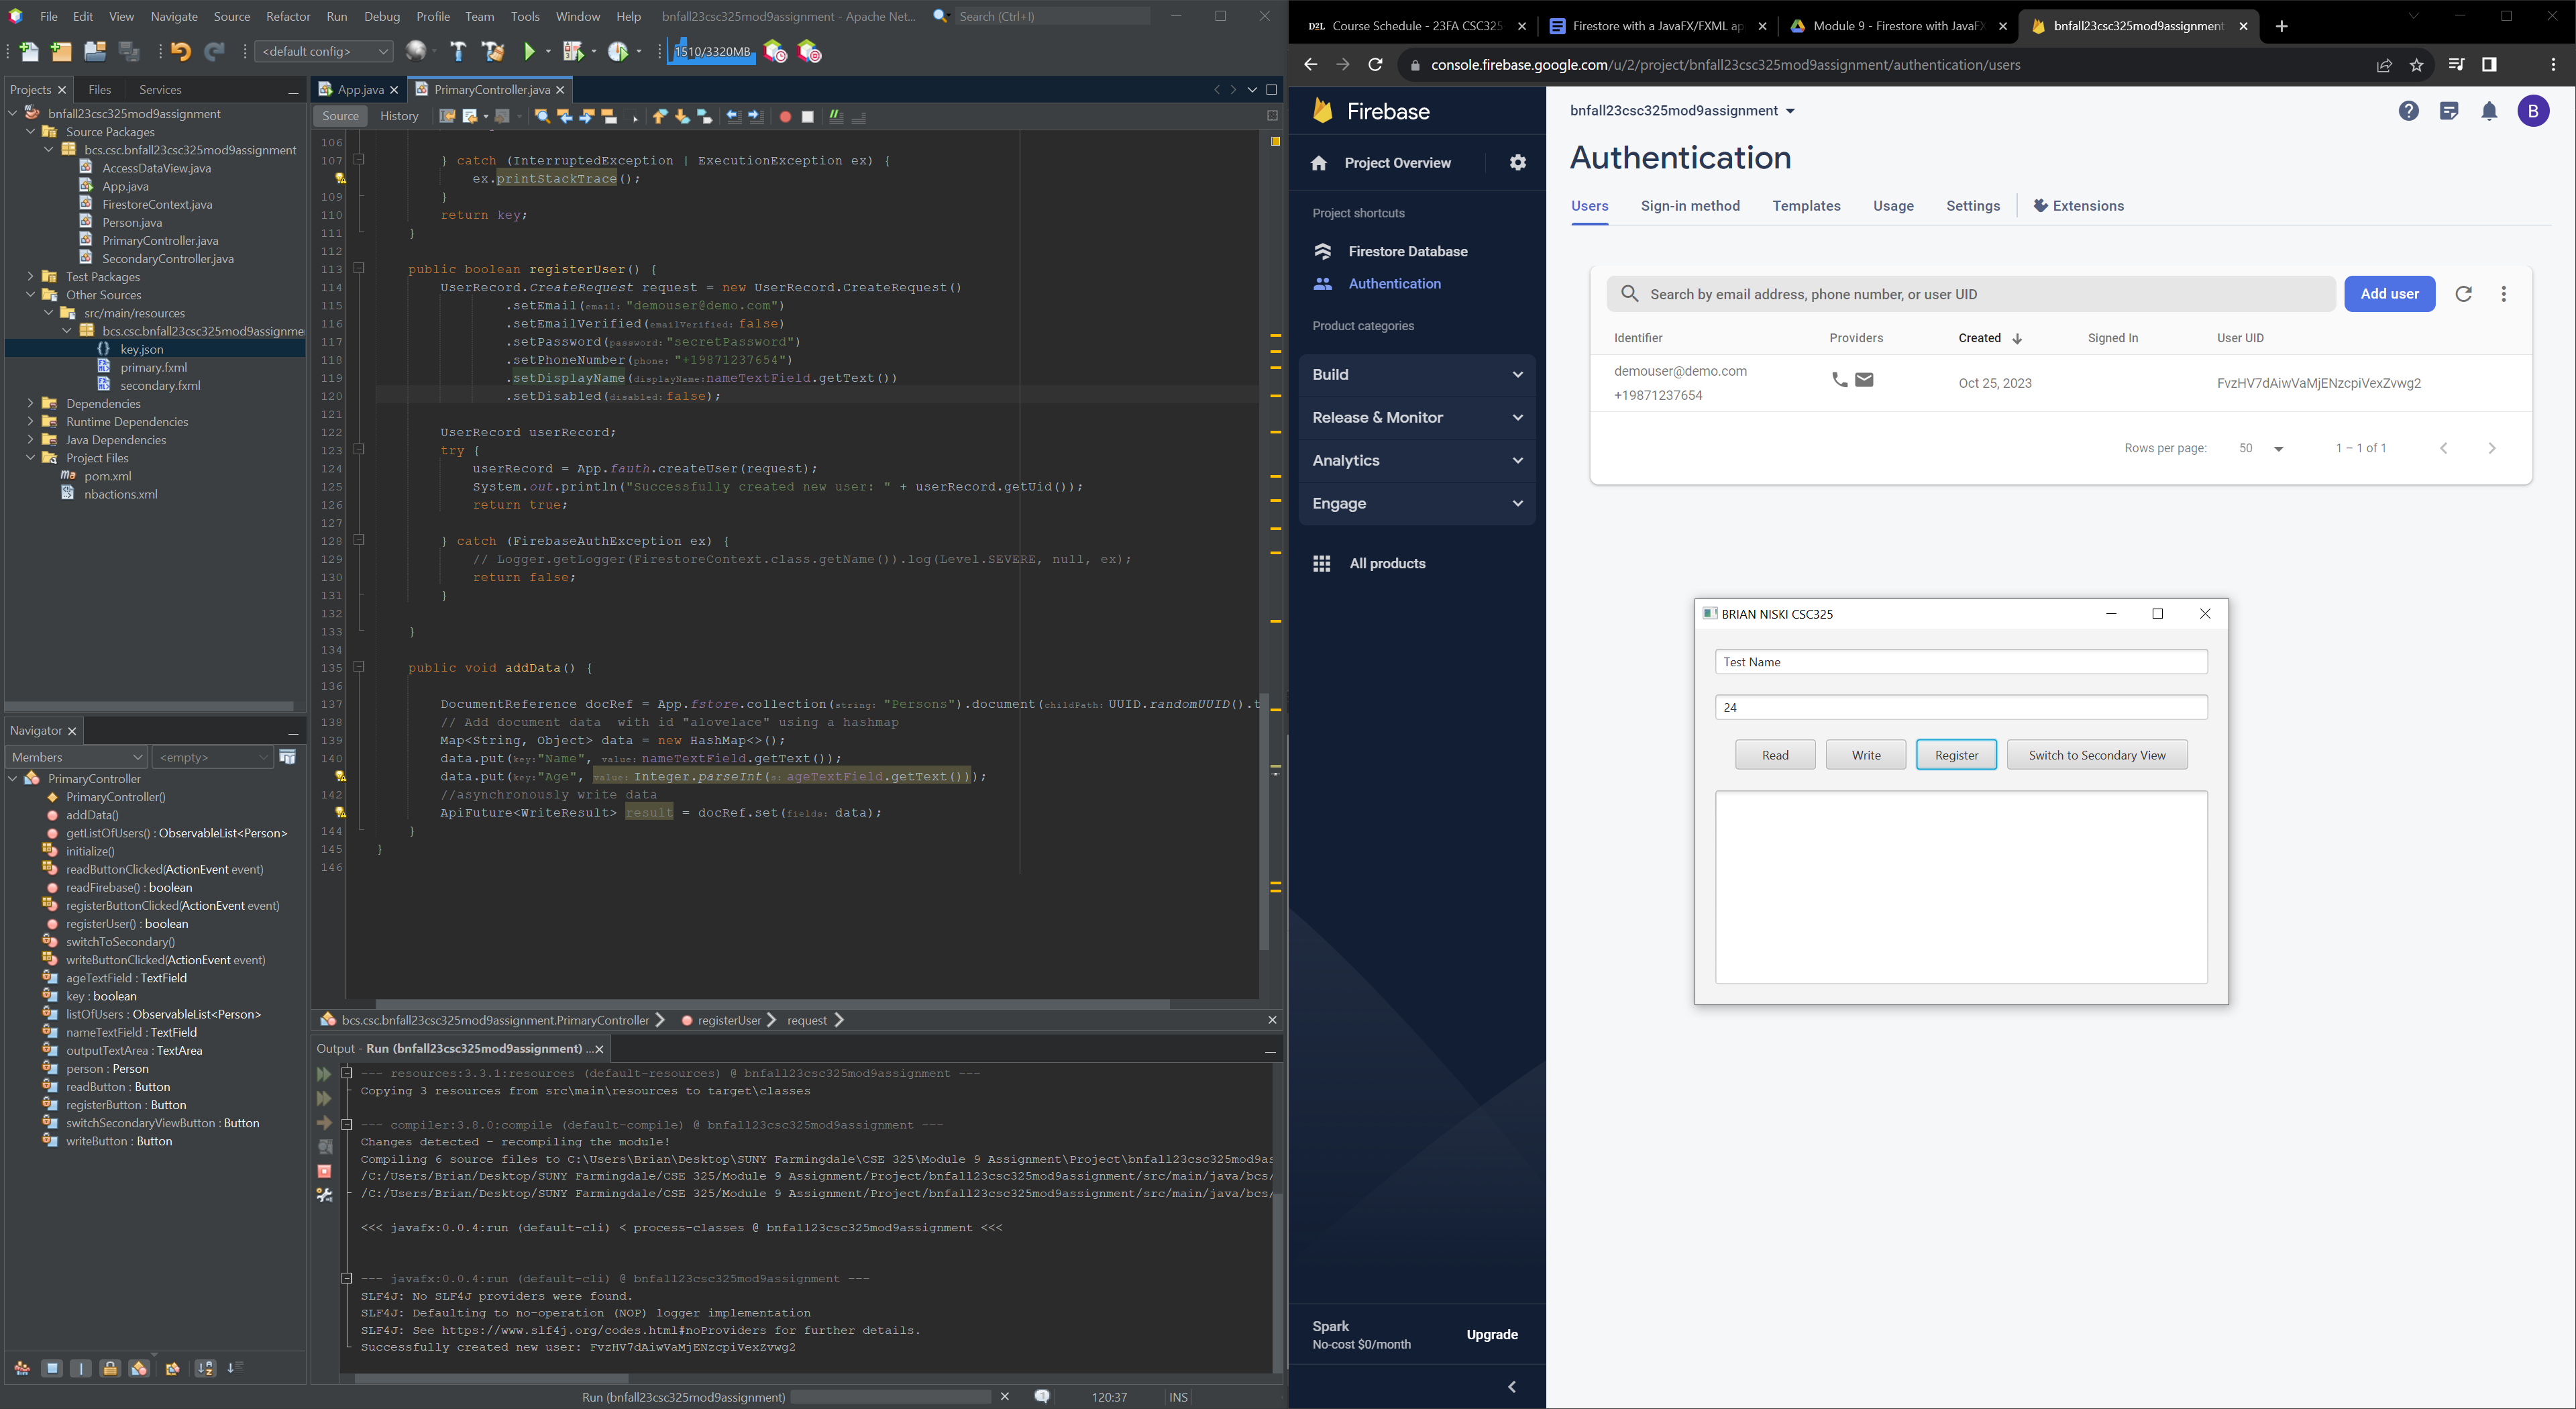 File Edit View Navigate Source Refactor Run Debug Profile Team Tools Window Help bnfall23csc325mod9assignment - Apache Net... Search (Ctrl+I)
<default config> 1510/3320MB
Projects Files Services
bnfall23csc325mod9assignment
Source Packages
bcs.csc.bnfall23csc325mod9assignment
AccessDataView.java
App.java
FirestoreContext.java
Person.java
PrimaryController.java
SecondaryController.java
Test Packages
Other Sources
src/main/resources
bcs.csc.bnfall23csc325mod9assignme
key.json
primary.fxml
secondary.fxml
Dependencies
Runtime Dependencies
Java Dependencies
Project Files
pom.xml
nbactions.xml
Navigator
Members <empty>
PrimaryController
PrimaryController()
addData()
getListOfUsers() : ObservableList<Person>
initialize()
readButtonClicked(ActionEvent event)
readFirebase() : boolean
registerButtonClicked(ActionEvent event)
registerUser() : boolean
switchToSecondary()
writeButtonClicked(ActionEvent event)
ageTextField : TextField
key : boolean
listOfUsers : ObservableList<Person>
nameTextField : TextField
outputTextArea : TextArea
person : Person
readButton : Button
registerButton : Button
switchSecondaryViewButton : Button
writeButton : Button
App.java PrimaryController.java
Source History
106
107 } catch (InterruptedException | ExecutionException ex) {
ex.printStackTrace();
109 }
110 return key;
111 }
112
113 public boolean registerUser() {
114 UserRecord.CreateRequest request = new UserRecord.CreateRequest()
115 .setEmail(email: "demouser@demo.com")
116 .setEmailVerified(emailVerified: false)
117 .setPassword(password: "secretPassword")
118 .setPhoneNumber(phone: "+19871237654")
119 .setDisplayName(displayName:nameTextField.getText())
120 .setDisabled(disabled:false);
121
122 UserRecord userRecord;
123 try {
124 userRecord = App.fauth.createUser(request);
125 System.out.println("Successfully created new user: " + userRecord.getUid());
126 return true;
127
128 } catch (FirebaseAuthException ex) {
129 // Logger.getLogger(FirestoreContext.class.getName()).log(Level.SEVERE, null, ex);
130 return false;
131 }
132
133 }
134
135 public void addData() {
136
137 DocumentReference docRef = App.fstore.collection(string: "Persons").document(childPath: UUID.randomUUID().t
138 // Add document data  with id "alovelace" using a hashmap
139 Map<String, Object> data = new HashMap<>();
140 data.put(key:"Name", value: nameTextField.getText());
data.put(key:"Age", value: Integer.parseInt(s: ageTextField.getText()));
142 //asynchronously write data
ApiFuture<WriteResult> result = docRef.set(fields: data);
144 }
145 }
146
bcs.csc.bnfall23csc325mod9assignment.PrimaryController registerUser request
Output - Run (bnfall23csc325mod9assignment) ...
--- resources:3.3.1:resources (default-resources) @ bnfall23csc325mod9assignment ---
Copying 3 resources from src\main\resources to target\classes
--- compiler:3.8.0:compile (default-compile) @ bnfall23csc325mod9assignment ---
Changes detected - recompiling the module!
Compiling 6 source files to C:\Users\Brian\Desktop\SUNY Farmingdale\CSE 325\Module 9 Assignment\Project\bnfall23csc325mod9as
/C:/Users/Brian/Desktop/SUNY Farmingdale/CSE 325/Module 9 Assignment/Project/bnfall23csc325mod9assignment/src/main/java/bcs/
/C:/Users/Brian/Desktop/SUNY Farmingdale/CSE 325/Module 9 Assignment/Project/bnfall23csc325mod9assignment/src/main/java/bcs/
<<< javafx:0.0.4:run (default-cli) < process-classes @ bnfall23csc325mod9assignment <<<
--- javafx:0.0.4:run (default-cli) @ bnfall23csc325mod9assignment ---
SLF4J: No SLF4J providers were found.
SLF4J: Defaulting to no-operation (NOP) logger implementation
SLF4J: See https://www.slf4j.org/codes.html#noProviders for further details.
Successfully created new user: FvzHV7dAiwVaMjENzcpiVexZvwg2
Run (bnfall23csc325mod9assignment) 120:37 INS
D2L Course Schedule - 23FA CSC325 Firestore with a JavaFX/FXML ap Module 9 - Firestore with JavaFX bnfall23csc325mod9assignment
console.firebase.google.com/u/2/project/bnfall23csc325mod9assignment/authentication/users
Firebase
Project Overview
Project shortcuts
Firestore Database
Authentication
Product categories
Build
Release & Monitor
Analytics
Engage
All products
Spark
No-cost $0/month
Upgrade
bnfall23csc325mod9assignment
B
Authentication
Users Sign-in method Templates Usage Settings Extensions
Search by email address, phone number, or user UID Add user
Identifier Providers Created Signed In User UID
demouser@demo.com
+19871237654
Oct 25, 2023 FvzHV7dAiwVaMjENzcpiVexZvwg2
Rows per page: 50 1 – 1 of 1
BRIAN NISKI CSC325
Test Name
24
Read Write Register Switch to Secondary View